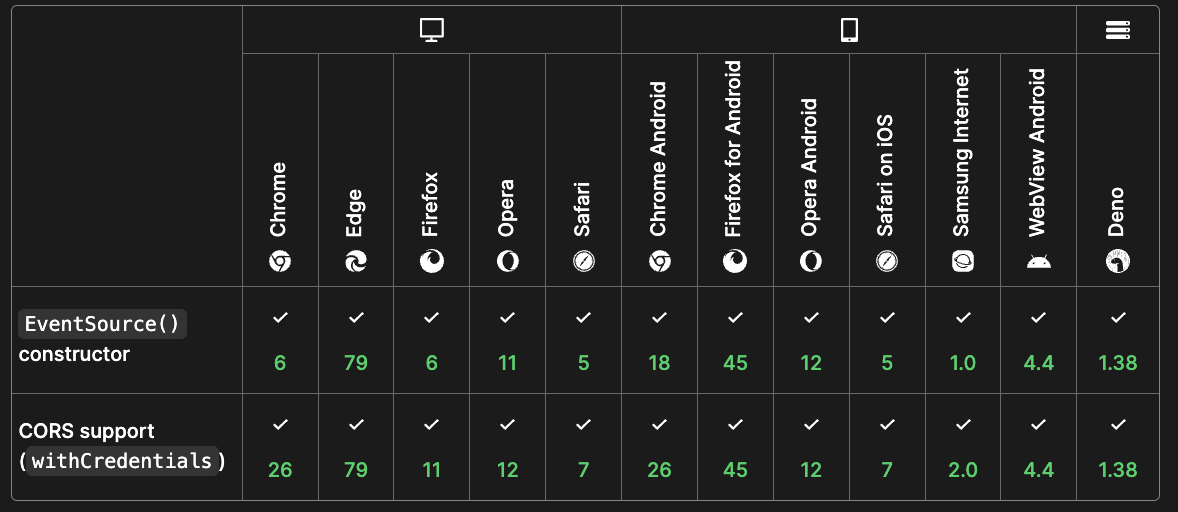 Chrome
Edge
Firefox
Opera
Safari
Chrome Android
Firefox for Android
Opera Android
Safari on iOS
Samsung Internet
WebView Android
Deno
EventSource()
constructor
6 79 6 11 5 18 45 12 5 1.0 4.4 1.38
CORS support
(withCredentials)
26 79 11 12 7 26 45 12 7 2.0 4.4 1.38